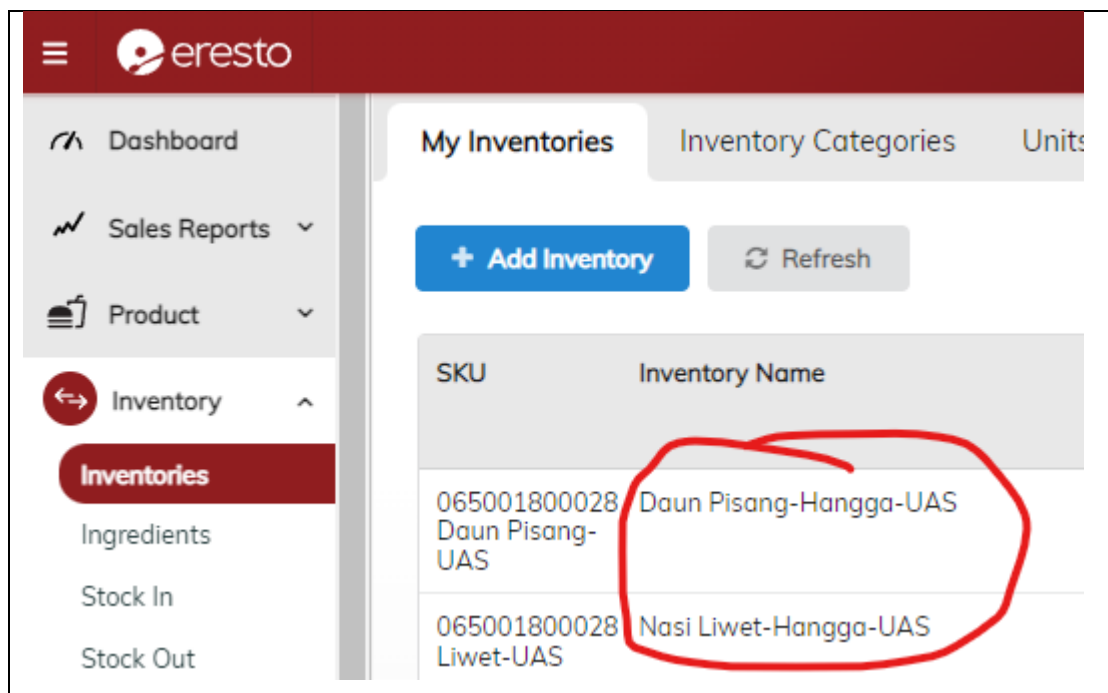 eresto
Dashboard
Sales Reports
Product
Inventory
Inventories
Ingredients
Stock In
Stock Out
My Inventories Inventory Categories Units
Add Inventory Refresh
SKU Inventory Name
065001800028 Daun Pisang-Hangga-UAS
Daun Pisang-
UAS
065001800028 Nasi Liwet-Hangga-UAS
Liwet-UAS